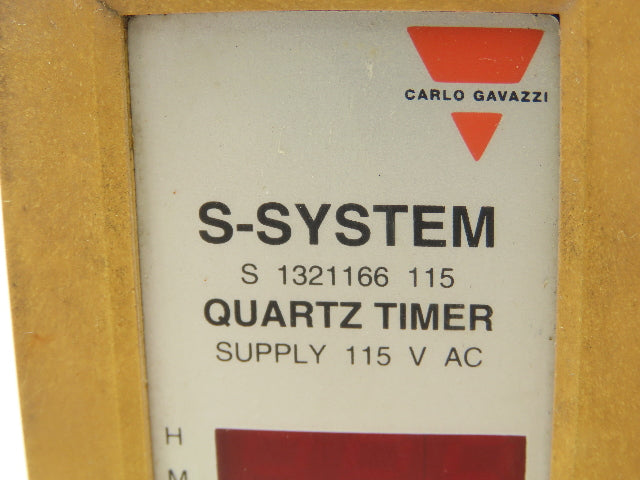 CARLO GAVAZZI
S-SYSTEM
S 1321166 115
QUARTZ TIMER
SUPPLY 115 V AC
H
M